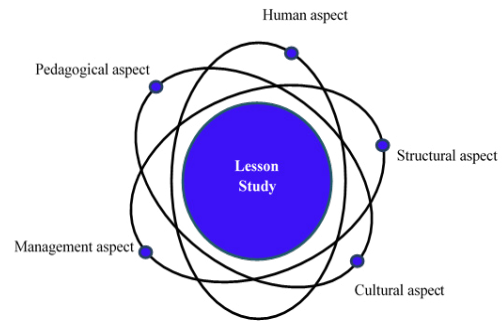 Human aspect
Pedagogical aspect
Structural aspect
Lesson
Study
Management aspect
Cultural aspect